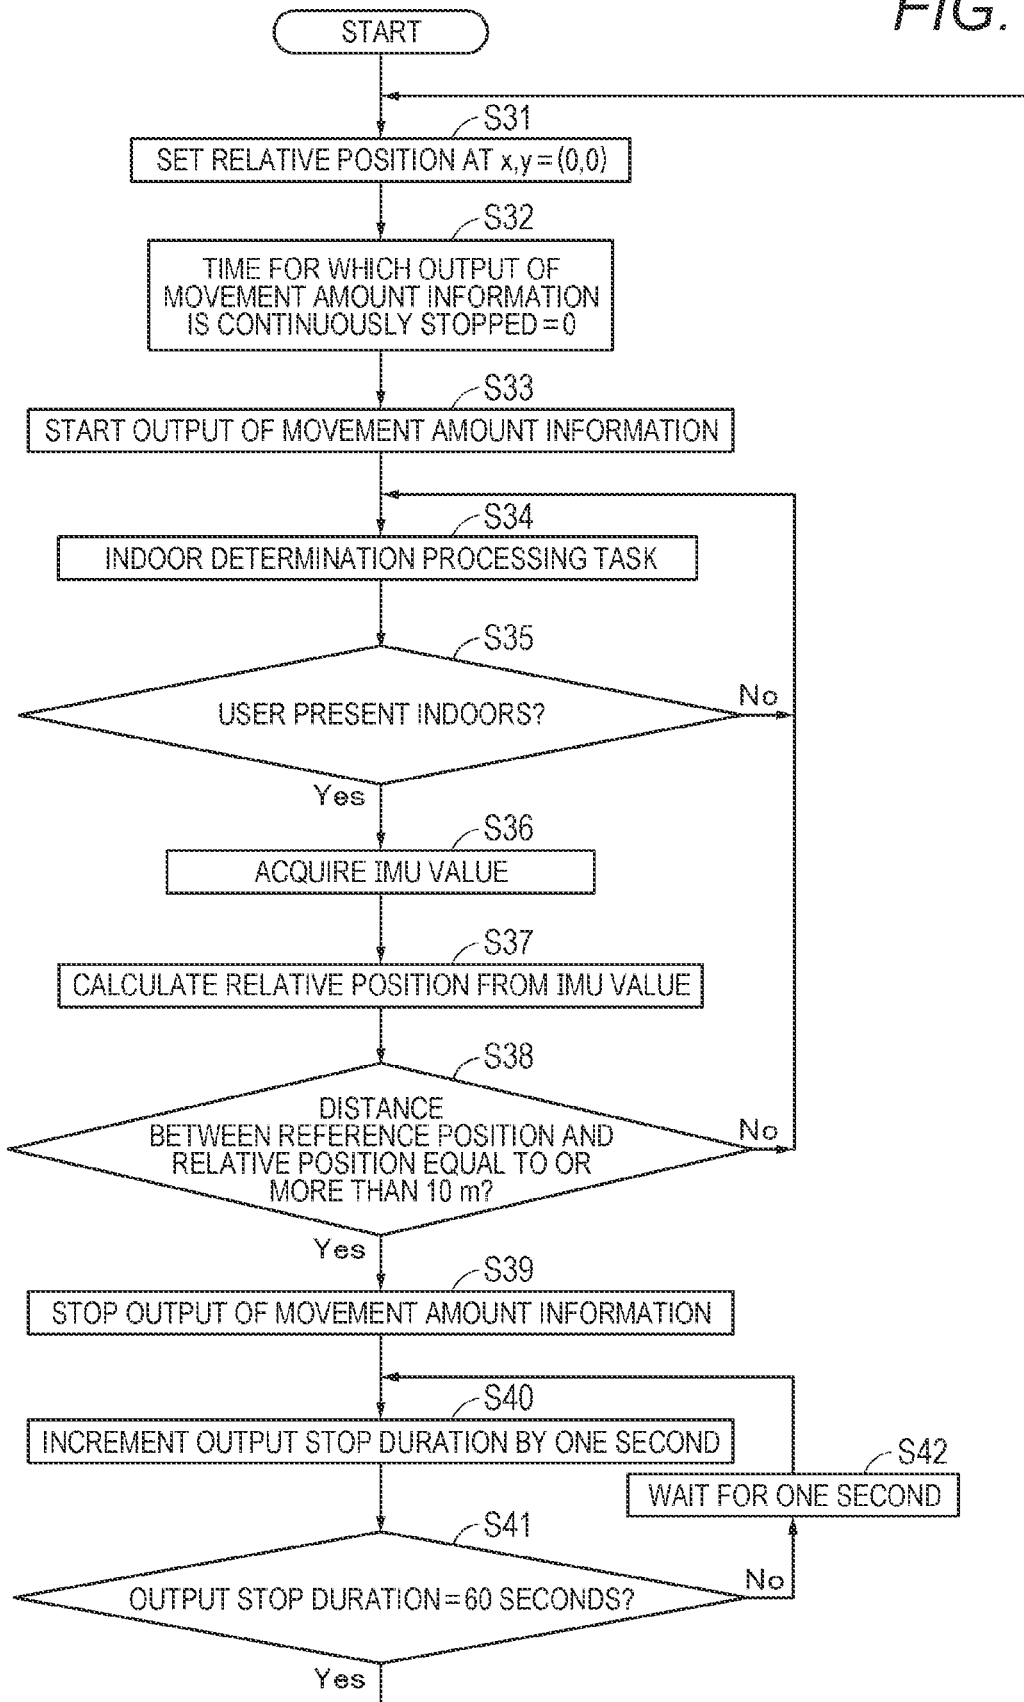 FIG.
START
S31
SET RELATIVE POSITION AT x,y = (0,0)
S32
TIME FOR WHICH OUTPUT OF
MOVEMENT AMOUNT INFORMATION
IS CONTINUOUSLY STOPPED = 0
S33
START OUTPUT OF MOVEMENT AMOUNT INFORMATION
S34
INDOOR DETERMINATION PROCESSING TASK
S35
USER PRESENT INDOORS?
No
Yes
S36
ACQUIRE IMU VALUE
S37
CALCULATE RELATIVE POSITION FROM IMU VALUE
S38
DISTANCE
BETWEEN REFERENCE POSITION AND
RELATIVE POSITION EQUAL TO OR
MORE THAN 10 m?
No
Yes
S39
STOP OUTPUT OF MOVEMENT AMOUNT INFORMATION
S40
INCREMENT OUTPUT STOP DURATION BY ONE SECOND
S42
WAIT FOR ONE SECOND
S41
OUTPUT STOP DURATION = 60 SECONDS?
No
Yes